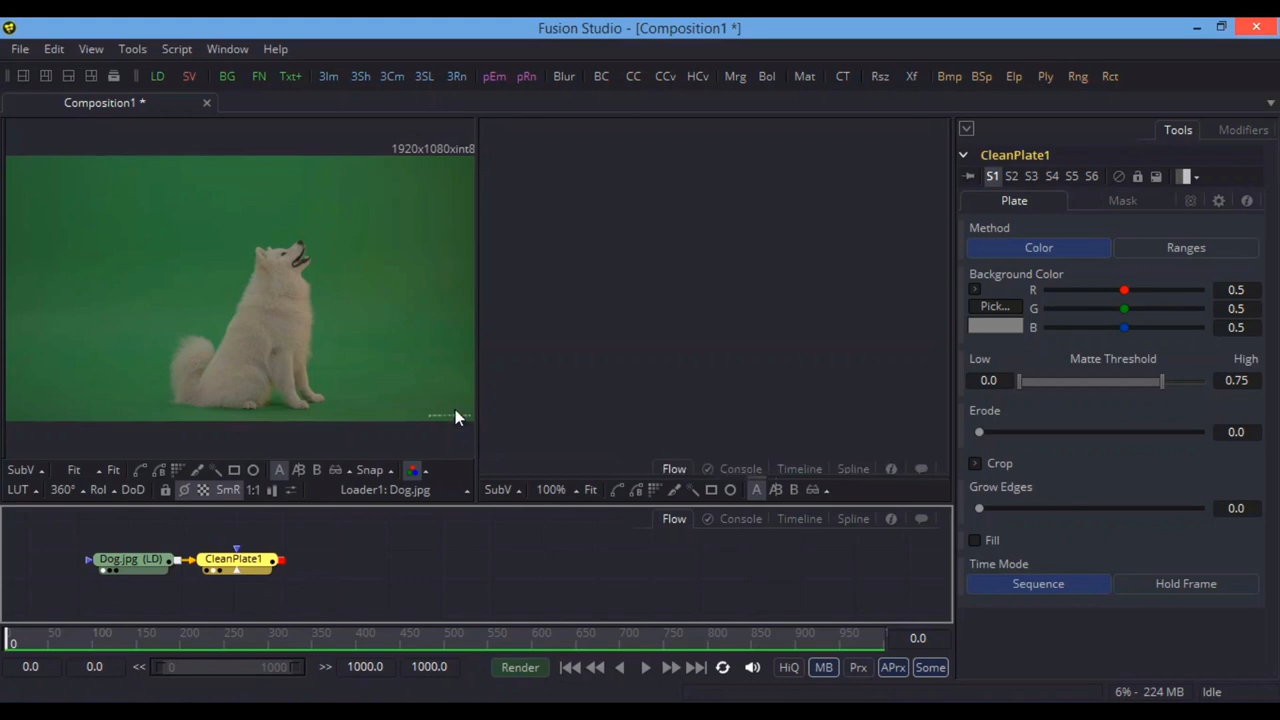 Fusion Studio - [Composition1 *]
File Edit View Tools Script Window Help
LD SV BG FN Txt+ 3Im 3Sh 3Cm 3SL 3Rn pEm pRn Blur BC CC CCv HCv Mrg Bol Mat CT Rsz Xf Bmp BSp Elp Ply Rng Rct
Composition1 *
1920x1080xint8
Tools Modifiers
CleanPlate1
S1 S2 S3 S4 S5 S6
Plate Mask
Method
Color Ranges
Background Color
R 0.5
Pick... G 0.5
B 0.5
Low Matte Threshold High
0.0 0.75
Erode
0.0
Crop
Grow Edges
0.0
Fill
Time Mode
Sequence Hold Frame
SubV Fit Fit A B B Snap
LUT 360° Rol DoD SmR 1:1 Loader1: Dog.jpg
Flow Console Timeline Spline
SubV 100% Fit A B B
Flow Console Timeline Spline
Dog.jpg (LD) CleanPlate1
0 50 100 150 200 250 300 350 400 450 500 550 600 650 700 750 800 850 900 950
0.0
0.0 0.0 << 0 1000 >> 1000.0 1000.0 Render HiQ MB Prx APrx Some
6% - 224 MB Idle